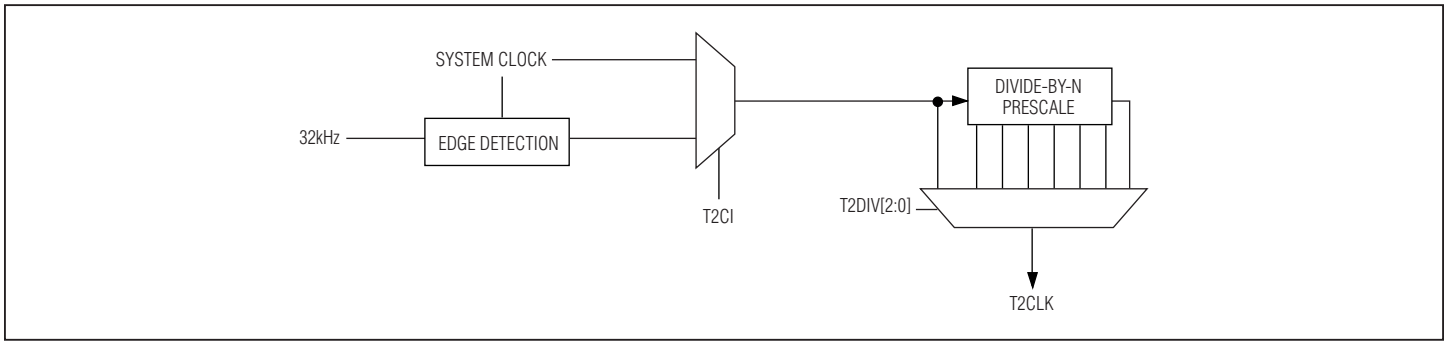 SYSTEM CLOCK
DIVIDE-BY-N
PRESCALE
32kHz
EDGE DETECTION
T2DIV[2:0]
T2CI
T2CLK